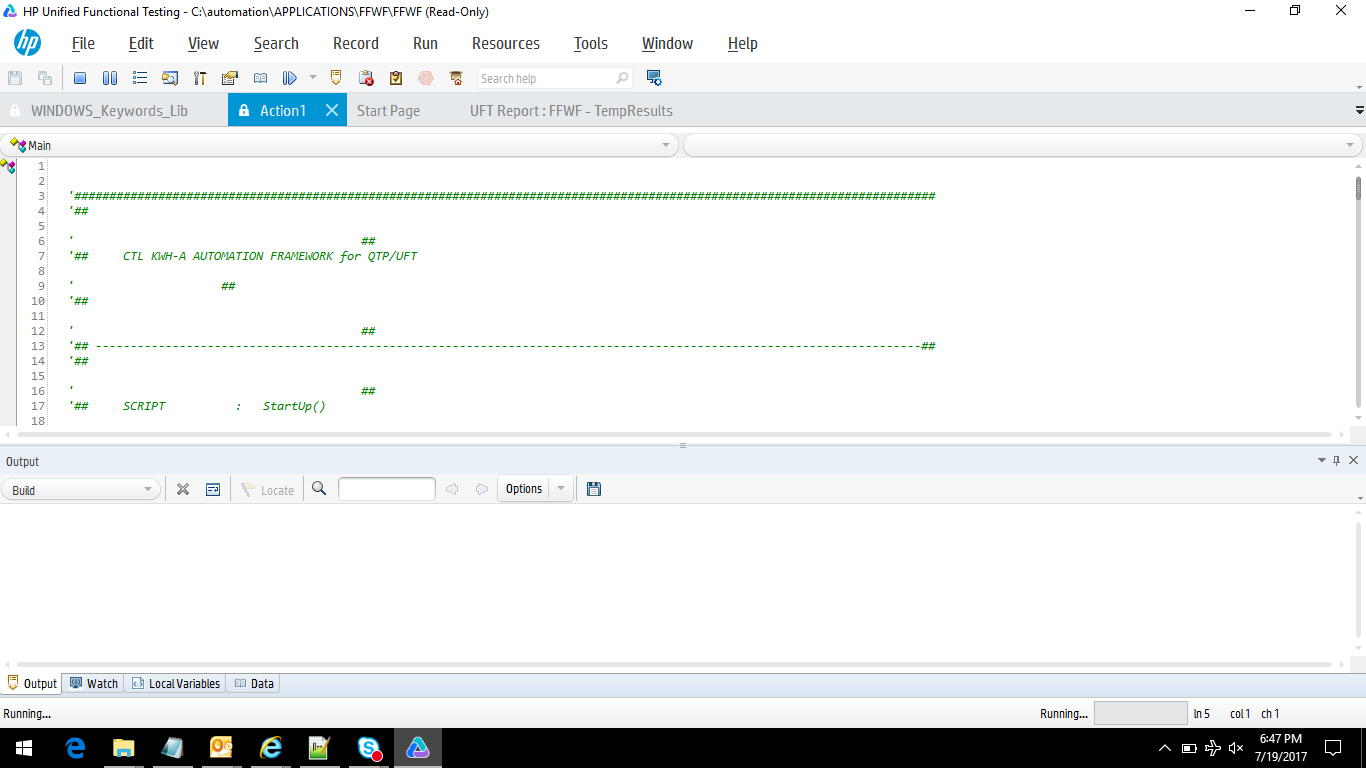 HP Unified Functional Testing - C:\automation\APPLICATIONS\FFWF\FFWF (Read-Only)
hp File Edit View Search Record Run Resources Tools Window Help
Search help
WINDOWS_Keywords_Lib Action1 Start Page UFT Report : FFWF - TempResults
Main
1
2
3 '###########################################################################################################################
4 '##
5
6 ' ##
7 '## CTL KWH-A AUTOMATION FRAMEWORK for QTP/UFT
8
9 ' ##
10 '##
11
12 ' ##
13 '## ----------------------------------------------------------------------------------------------------------------------##
14 '##
15
16 ' ##
17 '## SCRIPT : StartUp()
18
Output
Build Locate Options
Output Watch Local Variables Data
Running... Running... ln 5 col 1 ch 1
6:47 PM
7/19/2017